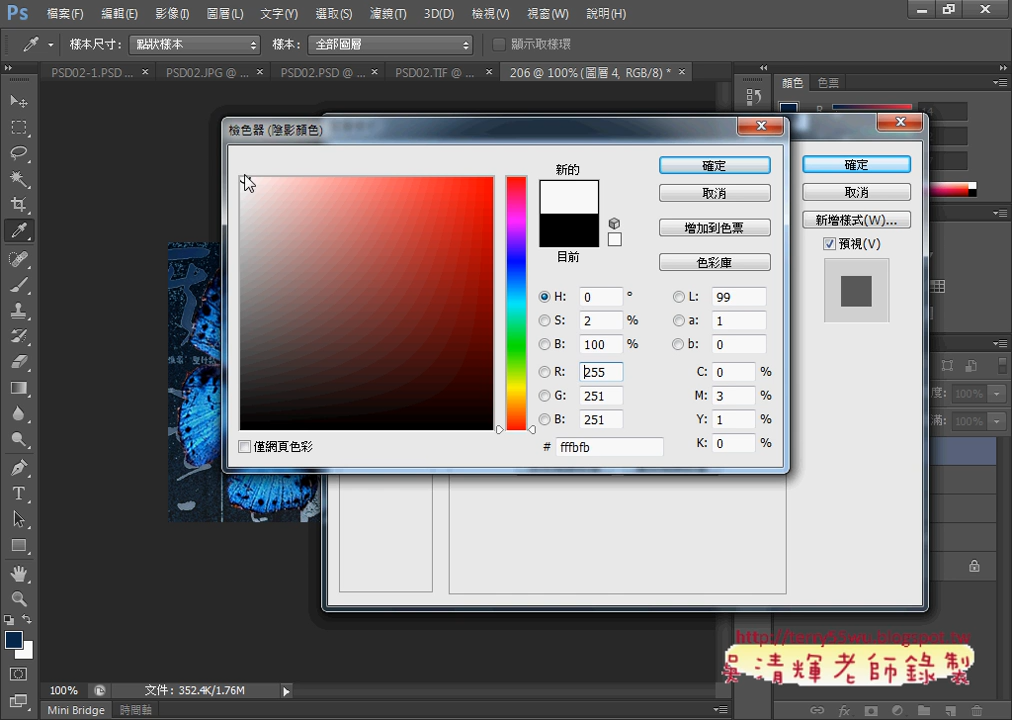 Ps 檔案(F) 編輯(E) 影像(I) 圖層(L) 文字(Y) 選取(S) 濾鏡(T) 3D(D) 檢視(V) 視窗(W) 說明(H)
樣本尺寸: 點狀樣本 樣本: 全部圖層 顯示取樣環
PSD02-1.PSD ... × PSD02.JPG @ ... × PSD02.PSD @ ... × PSD02.TIF @ ... × 206 @ 100% (圖層 4, RGB/8) * ×
顏色 色票
檢色器 (陰影顏色)
新的
目前
確定
取消
增加到色票
色彩庫
H: 0 °
S: 2 %
B: 100 %
R: 255
G: 251
B: 251
# fffbfb
L: 99
a: 1
b: 0
C: 0 %
M: 3 %
Y: 1 %
K: 0 %
僅網頁色彩
確定
取消
新增樣式(W)...
預視(V)
100%
100%
http://terry55wu.blogspot.tw
吳清輝老師錄製
100% 文件: 352.4K/1.76M
Mini Bridge 時間軸